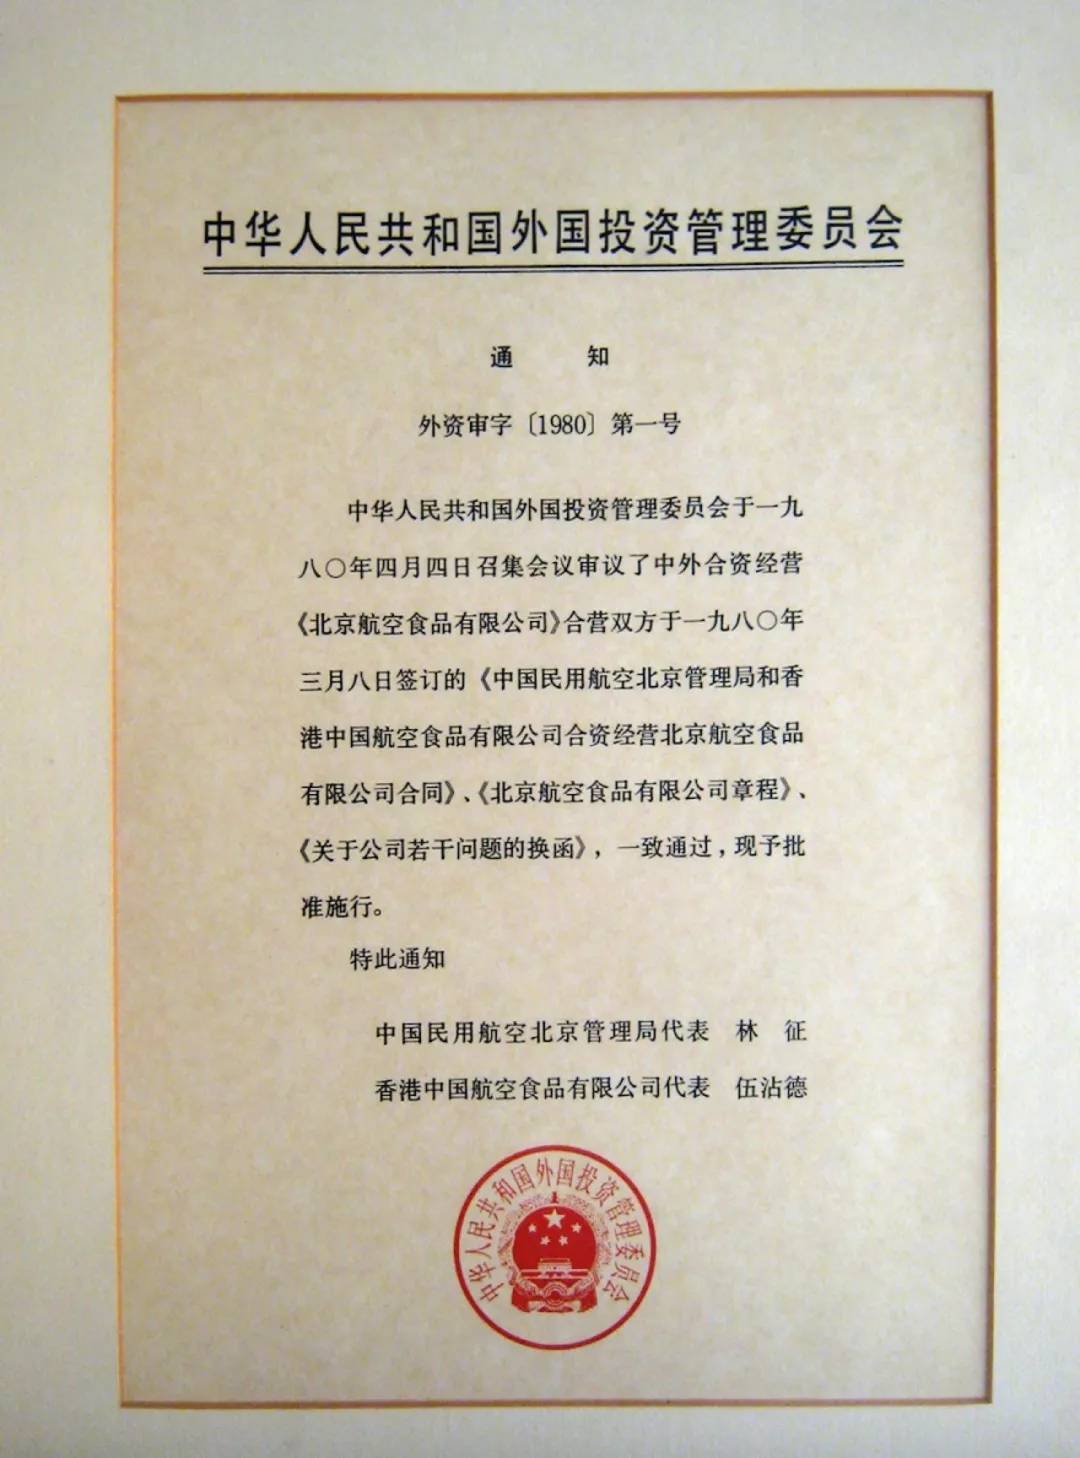 中华人民共和国外国投资管理委员会
通 知
外资审字〔1980〕第一号
中华人民共和国外国投资管理委员会于一九
八〇年四月四日召集会议审议了中外合资经营
《北京航空食品有限公司》合营双方于一九八〇年
三月八日签订的《中国民用航空北京管理局和香
港中国航空食品有限公司合资经营北京航空食品
有限公司合同》、《北京航空食品有限公司章程》、
《关于公司若干问题的换函》，一致通过，现予批
准施行。
特此通知
中国民用航空北京管理局代表 林 征
香港中国航空食品有限公司代表 伍沾德
中华人民共和国外国投资管理委员会